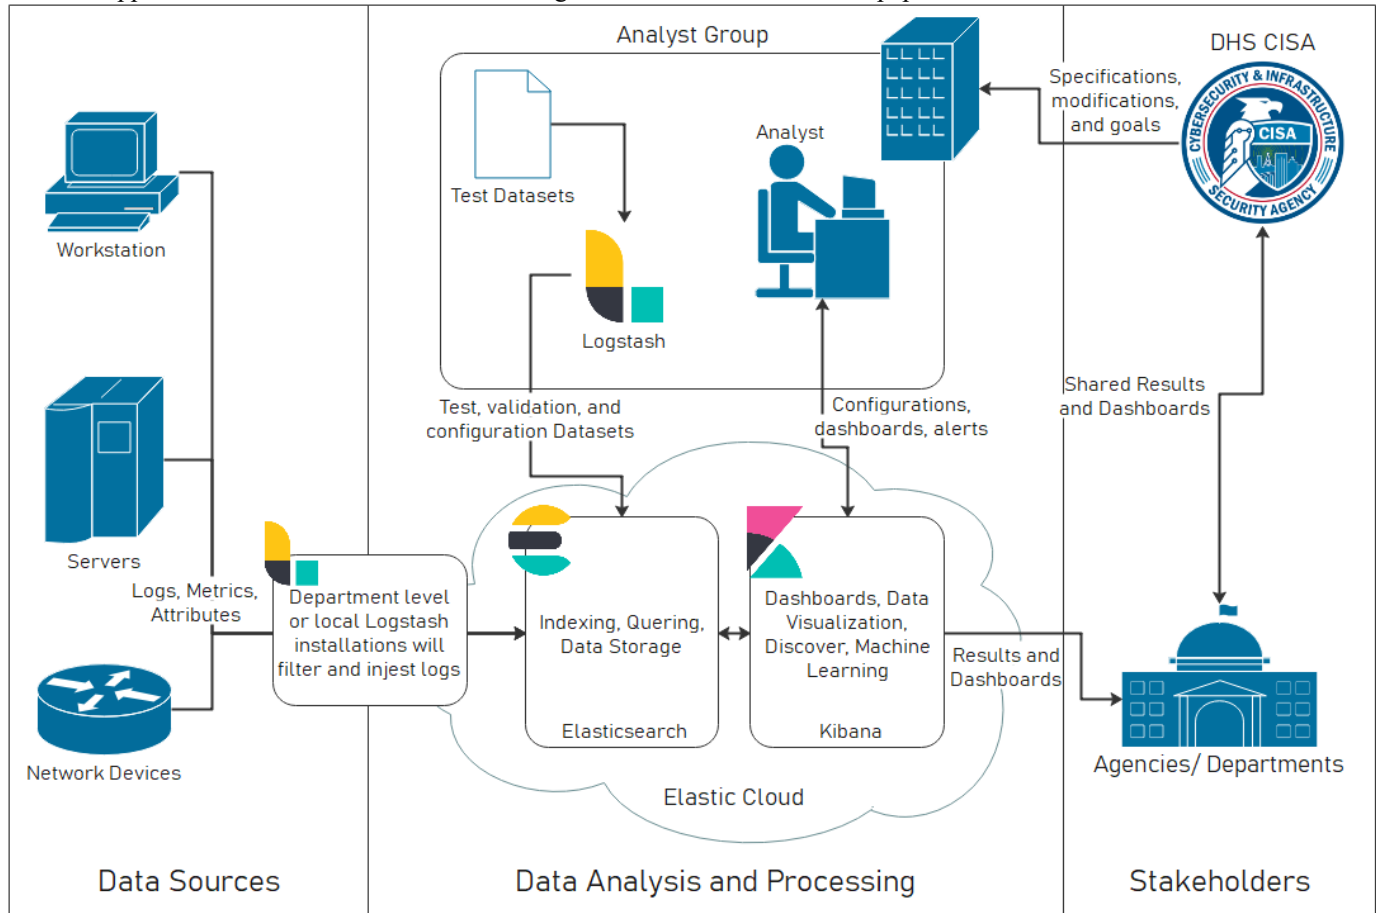 Analyst Group
DHS CISA
Specifications,
modifications,
and goals
CYBERSECURITY & INFRASTRUCTURE
CISA
SECURITY AGENCY
Analyst
Test Datasets
Workstation
Logstash
Shared Results
and Dashboards
Test, validation, and
configuration Datasets
Configurations,
dashboards, alerts
Servers
Logs, Metrics,
Attributes
Department level
or local Logstash
installations will
filter and injest logs
Indexing, Quering,
Data Storage
Elasticsearch
Dashboards, Data
Visualization,
Discover, Machine
Learning
Kibana
Results and
Dashboards
Network Devices
Agencies/ Departments
Elastic Cloud
Data Sources
Data Analysis and Processing
Stakeholders